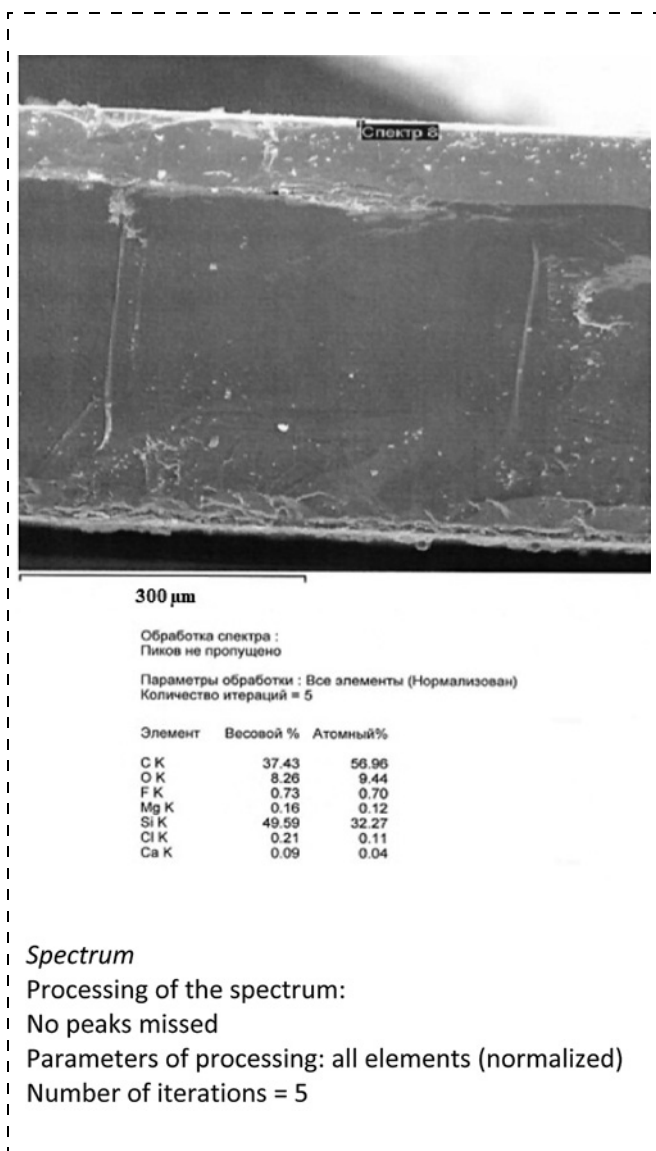 Спектр 8
300 µm
Обработка спектра :
Пиков не пропущено
Параметры обработки : Все элементы (Нормализован)
Количество итераций = 5
Элемент Весовой % Атомный%
C K 37.43 56.96
O K 8.26 9.44
F K 0.73 0.70
Mg K 0.16 0.12
Si K 49.59 32.27
Cl K 0.21 0.11
Ca K 0.09 0.04
Spectrum
Processing of the spectrum:
No peaks missed
Parameters of processing: all elements (normalized)
Number of iterations = 5